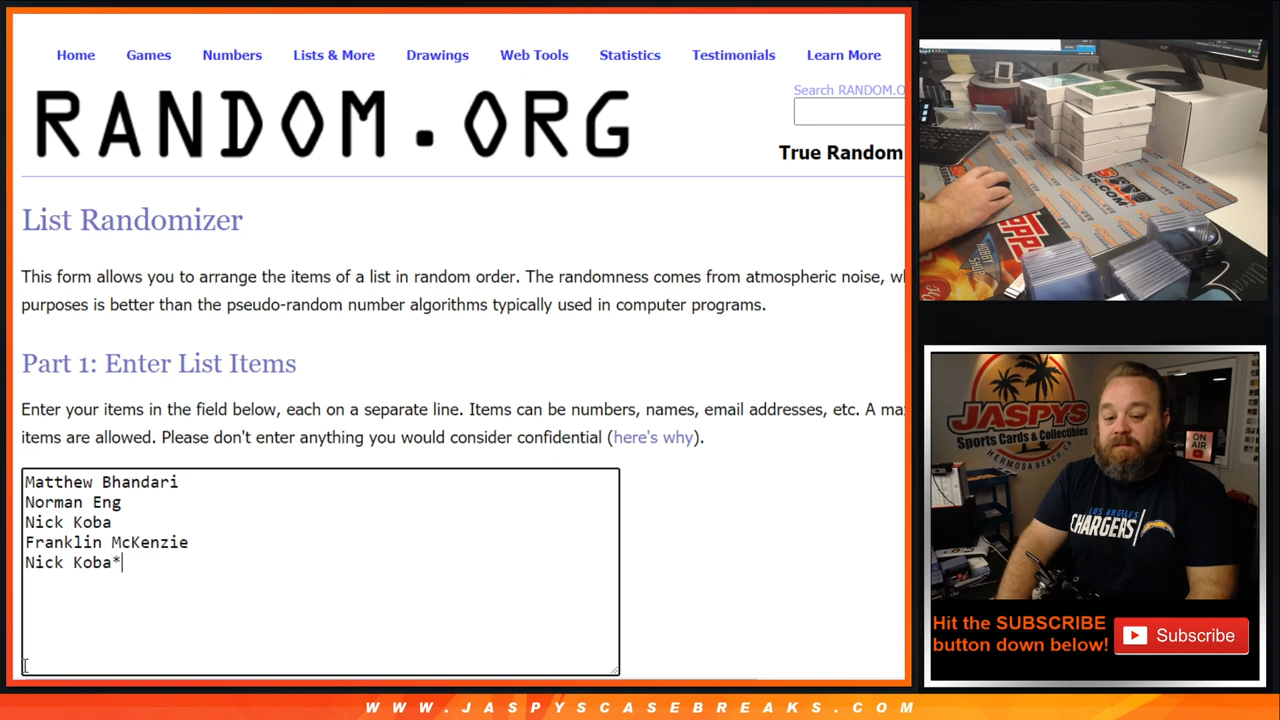 Home Games Numbers Lists & More Drawings Web Tools Statistics Testimonials Learn More
RANDOM.ORG
Search RANDOM.O
True Random
List Randomizer
This form allows you to arrange the items of a list in random order. The randomness comes from atmospheric noise, wh
purposes is better than the pseudo-random number algorithms typically used in computer programs.
Part 1: Enter List Items
Enter your items in the field below, each on a separate line. Items can be numbers, names, email addresses, etc. A ma
items are allowed. Please don't enter anything you would consider confidential (here's why).
Matthew Bhandari
Norman Eng
Nick Koba
Franklin McKenzie
Nick Koba*
HOBBY
SHOP
JASPYS
Sports Cards & Collectibles
HERMOSA BEACH, CA
ON
AIR
LOS ANGELES
CHARGERS
Hit the SUBSCRIBE
button down below!
Subscribe
WWW.JASPYSCASEBREAKS.COM